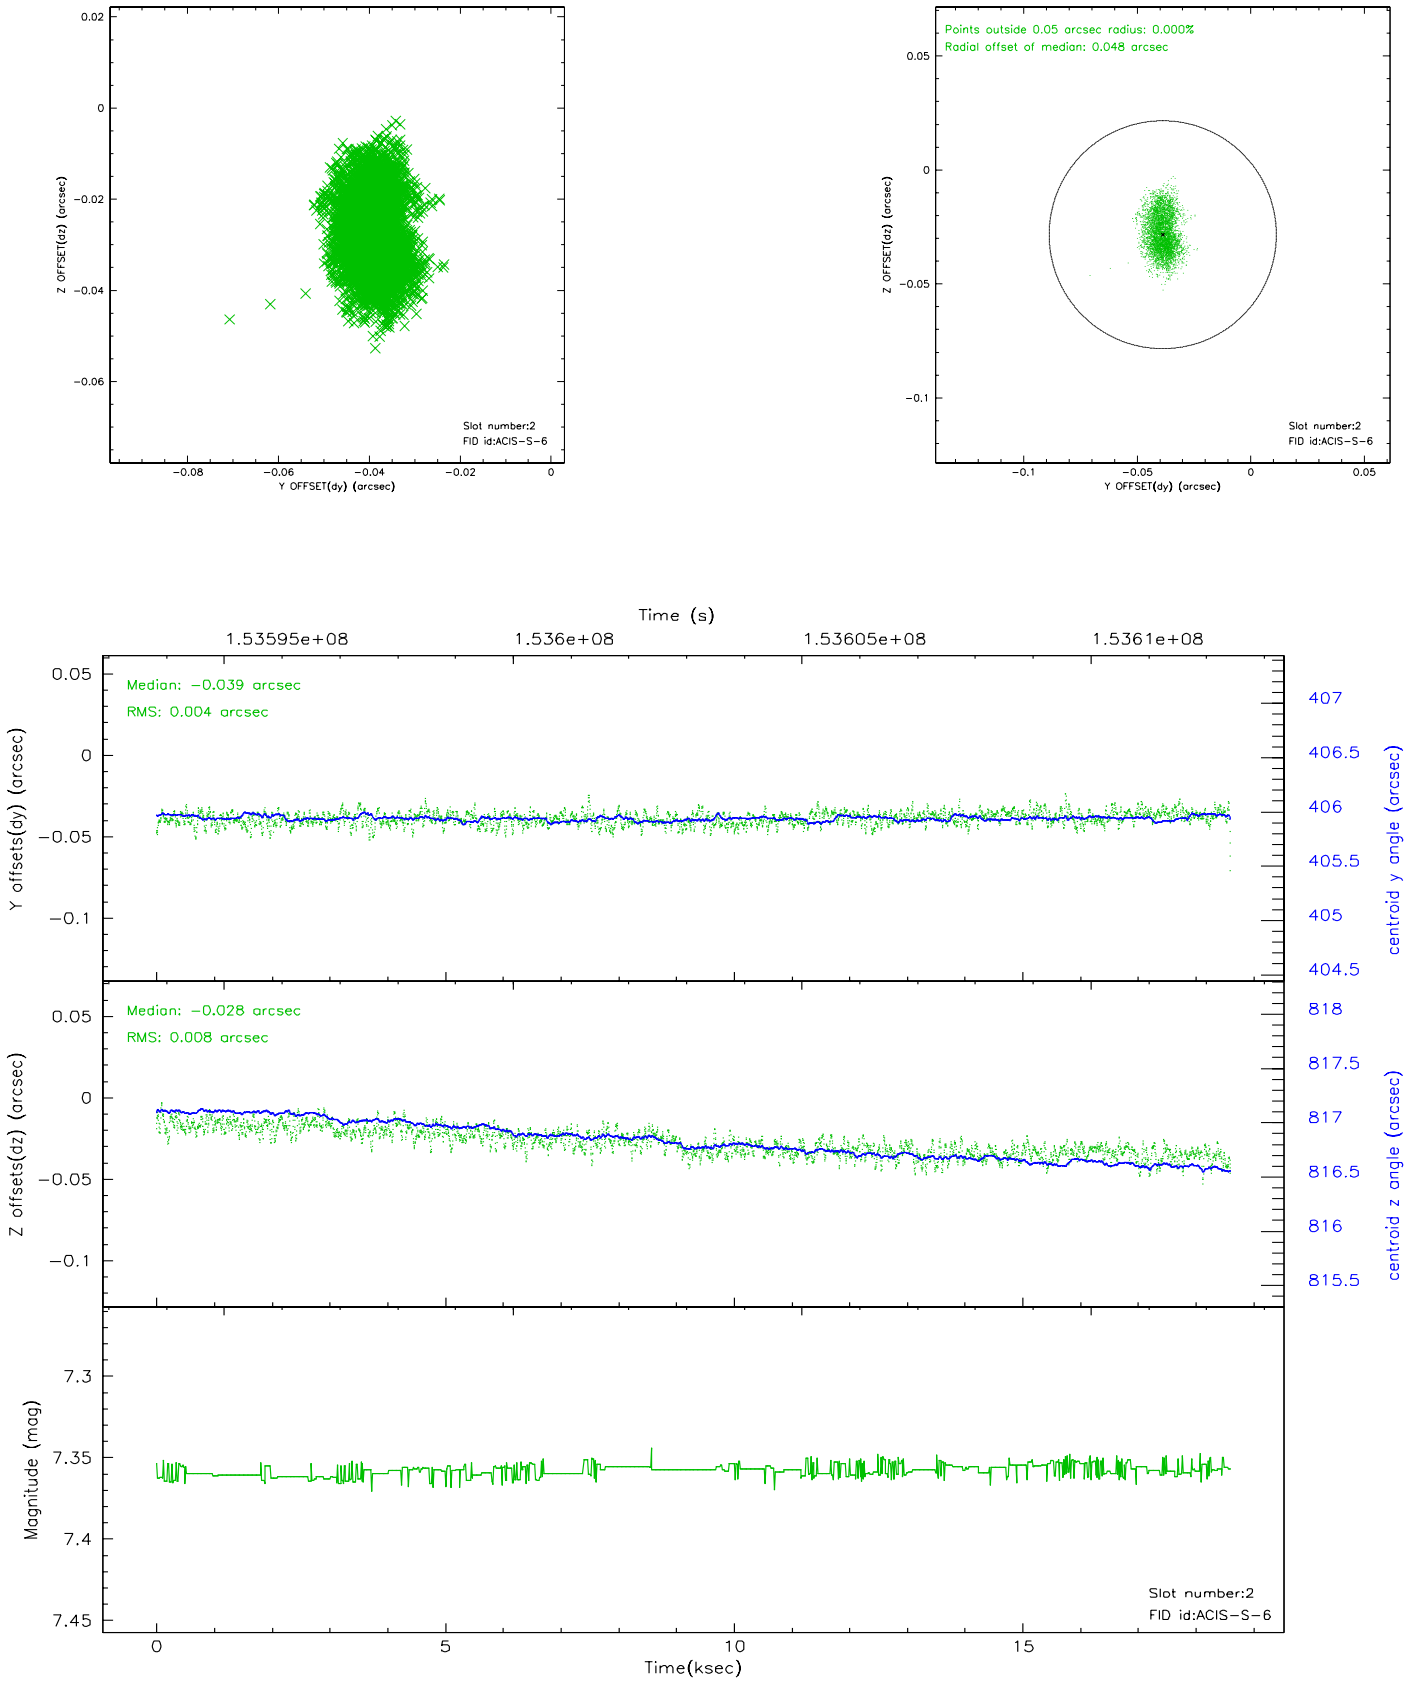 0.02
0
−0.02
−0.04
−0.06
Z OFFSET(dz) (arcsec)
Slot number:2
FID id:ACIS−S−6
−0.08
−0.06
−0.04
−0.02
0
Y OFFSET(dy) (arcsec)
Points outside 0.05 arcsec radius: 0.000%
Radial offset of median: 0.048 arcsec
0.05
0
−0.05
−0.1
Z OFFSET(dz) (arcsec)
Slot number:2
FID id:ACIS−S−6
−0.1
−0.05
0
0.05
Y OFFSET(dy) (arcsec)
Time (s)
1.53595e+08
1.536e+08
1.53605e+08
1.5361e+08
Median: −0.039 arcsec
RMS: 0.004 arcsec
0.05
0
−0.05
−0.1
Y offsets(dy) (arcsec)
407
406.5
406
405.5
405
404.5
centroid y angle (arcsec)
Median: −0.028 arcsec
RMS: 0.008 arcsec
0.05
0
−0.05
−0.1
Z offsets(dz) (arcsec)
818
817.5
817
816.5
816
815.5
centroid z angle (arcsec)
7.3
7.35
7.4
7.45
Magnitude (mag)
Slot number:2
FID id:ACIS−S−6
0
5
10
15
Time(ksec)